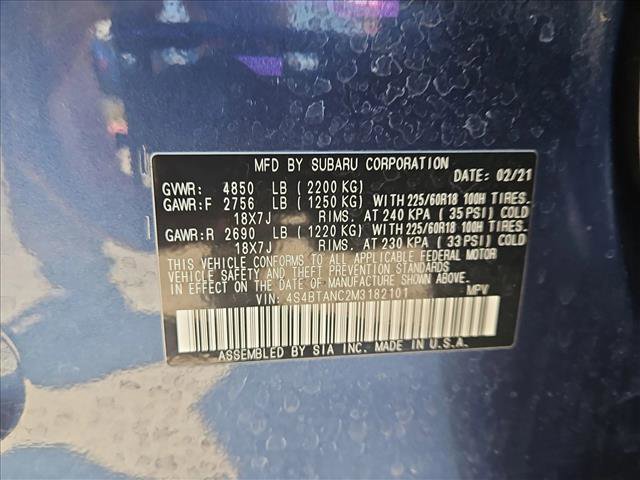 MFD BY SUBARU CORPORATION DATE: 02/21
GVWR: 4850 LB (2200 KG)
GAWR:F 2756 LB (1250 KG) WITH 225/60R18 100H TIRES.
18X7J RIMS. AT 240 KPA (35 PSI) COLD
GAWR:R 2690 LB (1220 KG) WITH 225/60R18 100H TIRES.
18X7J RIMS. AT 230 KPA (33 PSI) COLD
THIS VEHICLE CONFORMS TO ALL APPLICABLE FEDERAL MOTOR
VEHICLE SAFETY AND THEFT PREVENTION STANDARDS
IN EFFECT ON THE DATE OF MANUFACTURE SHOWN ABOVE.
VIN: 4S4BTANC2M3182101 MPV
ASSEMBLED BY SIA INC. MADE IN U.S.A.